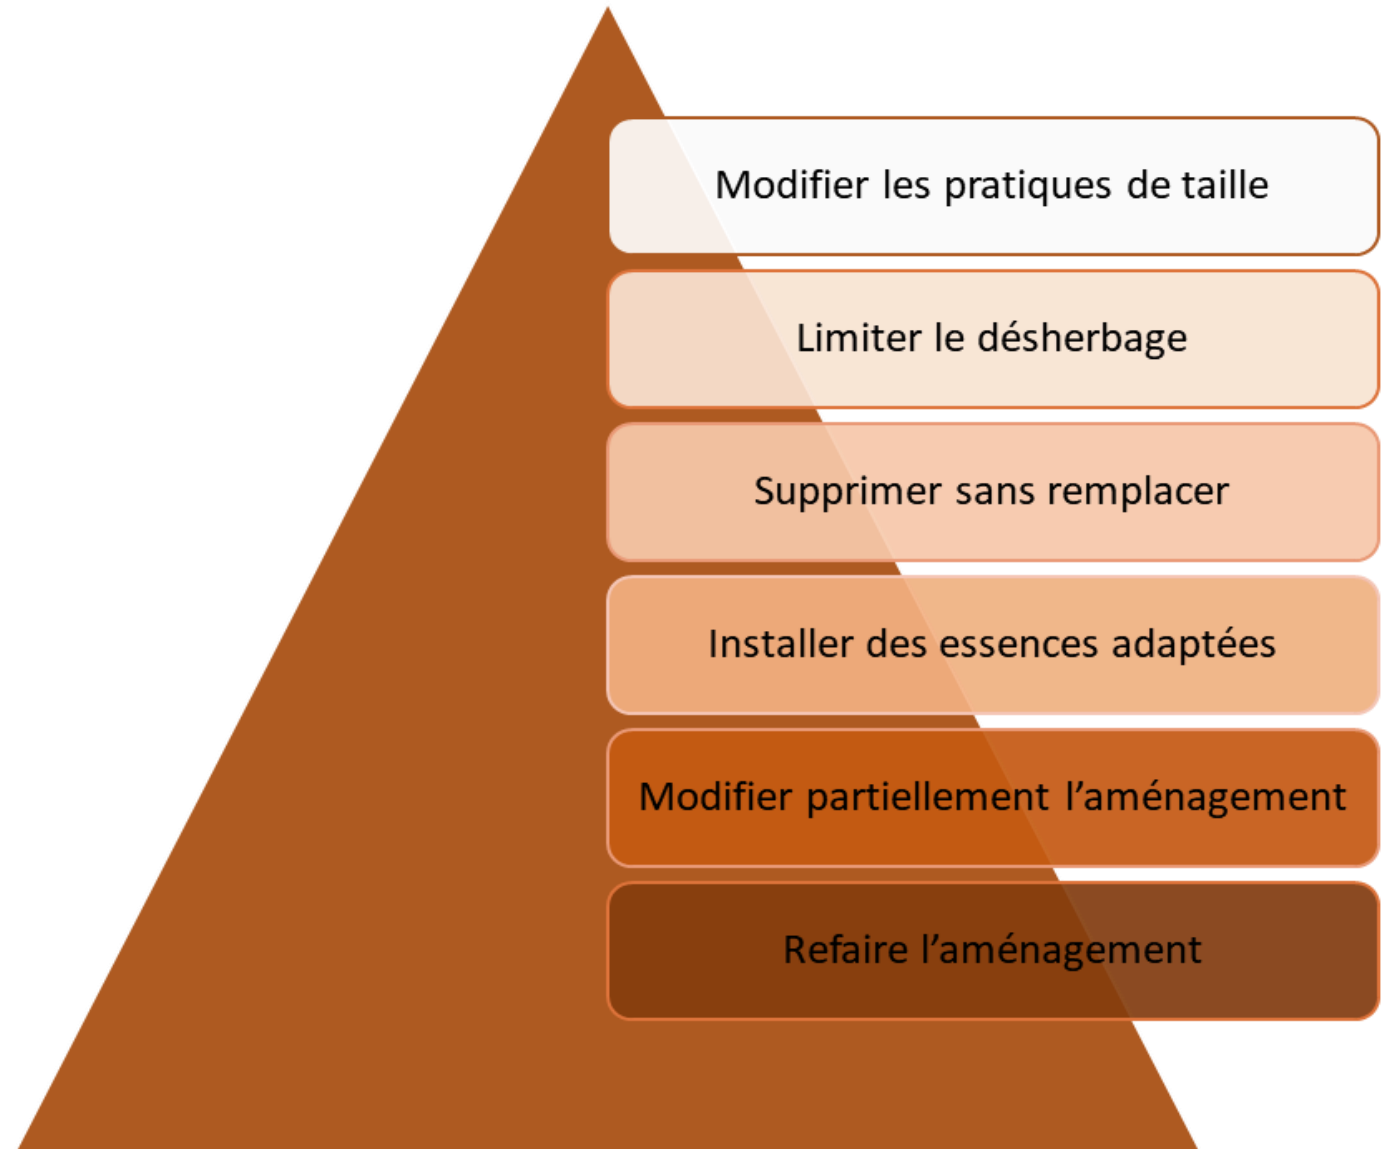 Modifier les pratiques de taille
Limiter le désherbage
Supprimer sans remplacer
Installer des essences adaptées
Modifier partiellement l’aménagement
Refaire l’aménagement